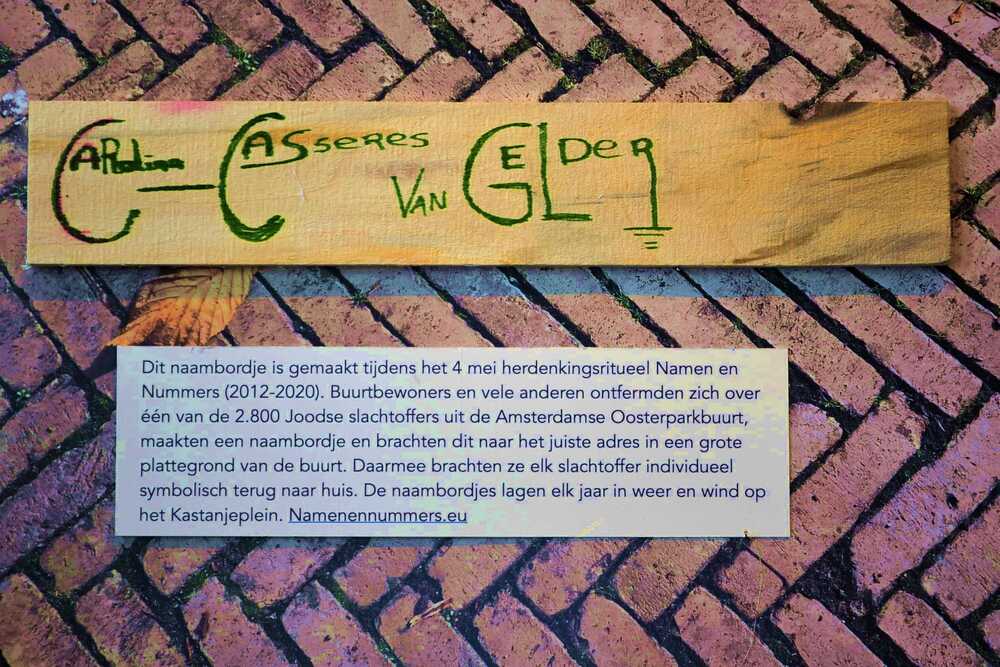 CARolina – CASseRes
VAN GELDeR
Dit naambordje is gemaakt tijdens het 4 mei herdenkingsritueel Namen en
Nummers (2012-2020). Buurtbewoners en vele anderen ontfermden zich over
één van de 2.800 Joodse slachtoffers uit de Amsterdamse Oosterparkbuurt,
maakten een naambordje en brachten dit naar het juiste adres in een grote
plattegrond van de buurt. Daarmee brachten ze elk slachtoffer individueel
symbolisch terug naar huis. De naambordjes lagen elk jaar in weer en wind op
het Kastanjeplein. Namenennummers.eu